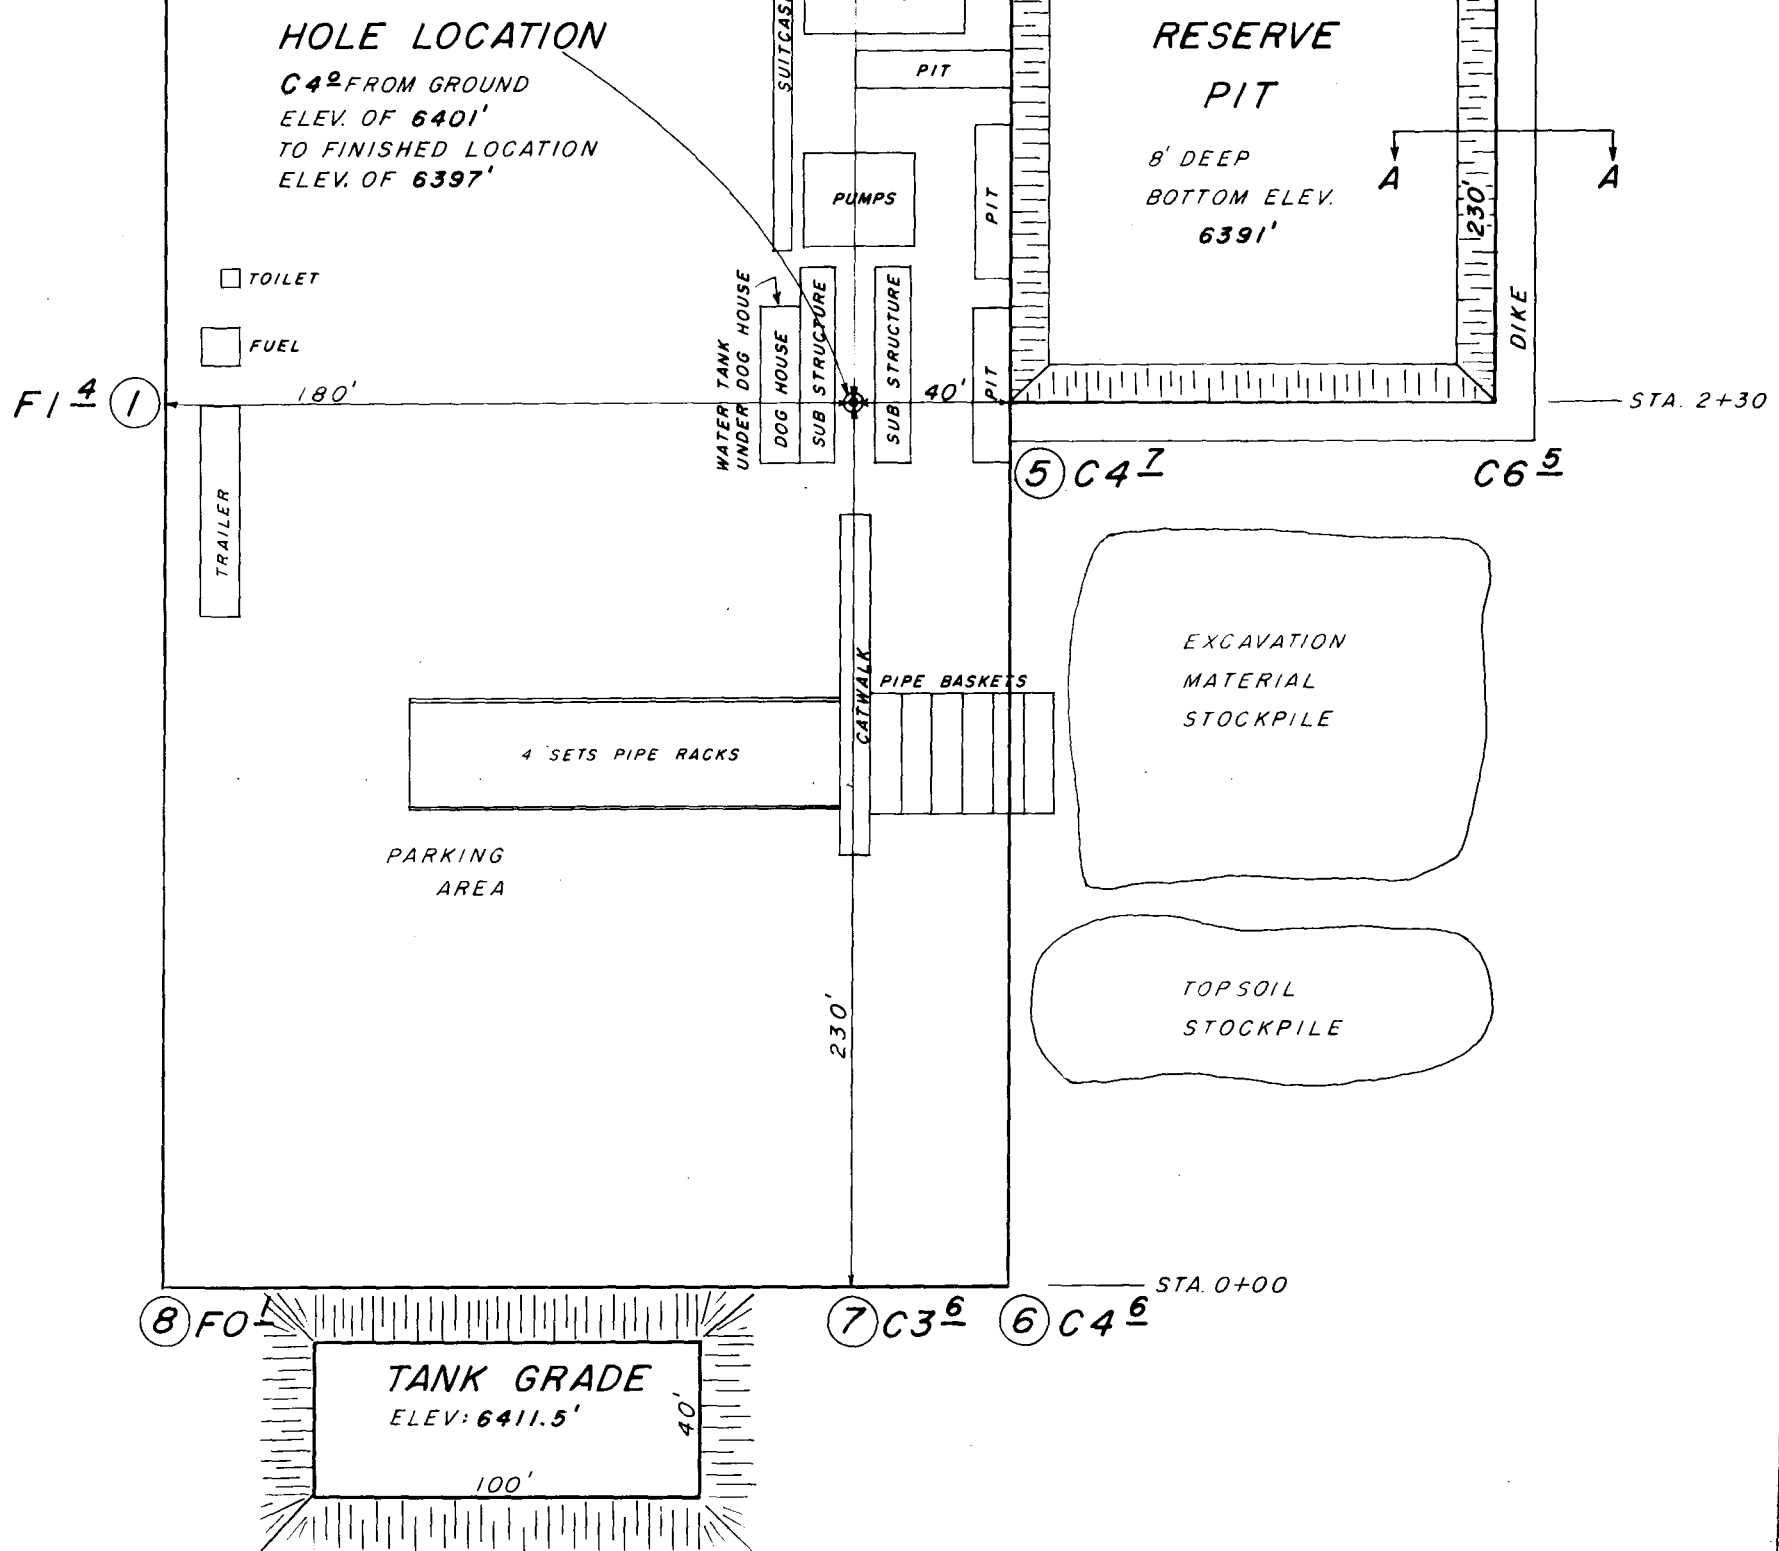 HOLE LOCATION
C4º FROM GROUND
ELEV. OF 6401'
TO FINISHED LOCATION
ELEV. OF 6397'
PIT
RESERVE
PIT
8' DEEP
BOTTOM ELEV.
6391'
A A
230'
DIKE
PUMPS
PIT
TOILET
FUEL
WATER TANK
UNDER DOG HOUSE
DOG HOUSE
SUB STRUCTURE
SUB STRUCTURE
PIT
F1 4 1
180'
40'
STA. 2+30
5 C4 7
C6 5
TRAILER
CATWALK
PIPE BASKETS
4 SETS PIPE RACKS
EXCAVATION
MATERIAL
STOCKPILE
PARKING
AREA
TOPSOIL
STOCKPILE
230'
STA. 0+00
8 F0 1
7 C3 6
6 C4 6
TANK GRADE
ELEV: 6411.5'
40'
100'